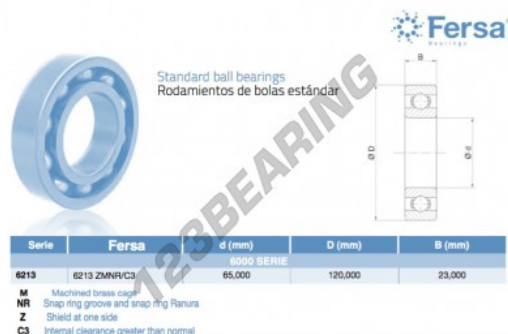 Fersa
Bearings
Standard ball bearings
Rodamientos de bolas estándar
B
Ø D
Ø d
123BEARING
Serie Fersa d (mm) D (mm) B (mm)
6000 SERIE
6213 6213 ZMNR/C3 65,000 120,000 23,000
M Machined brass cage
NR Snap ring groove and snap ring Ranura
Z Shield at one side
C3 Internal clearance greater than normal